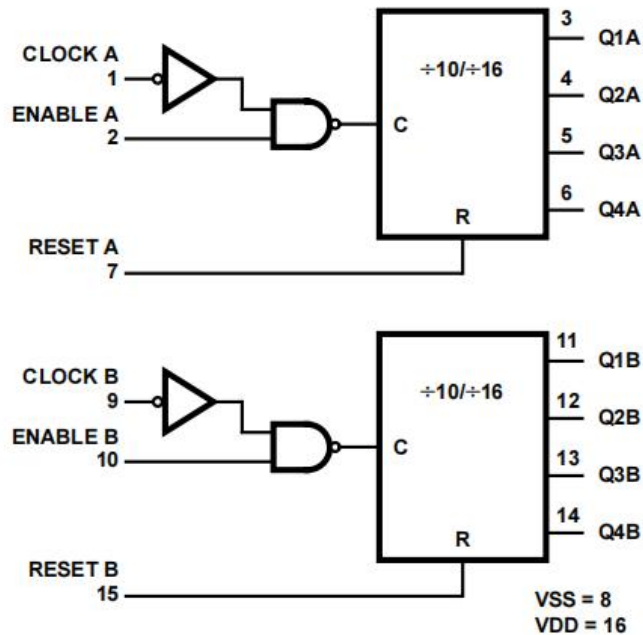 CLOCK A
1
ENABLE A
2
RESET A
7
÷10/÷16
C
R
3
Q1A
4
Q2A
5
Q3A
6
Q4A
CLOCK B
9
ENABLE B
10
RESET B
15
÷10/÷16
C
R
11
Q1B
12
Q2B
13
Q3B
14
Q4B
VSS = 8
VDD = 16